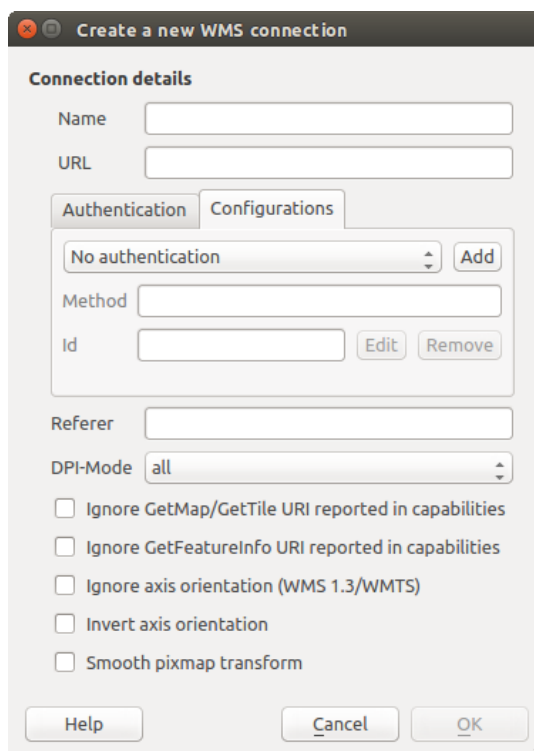 Create a new WMS connection
Connection details
Name
URL
Authentication Configurations
No authentication Add
Method
Id Edit Remove
Referer
DPI-Mode all
Ignore GetMap/GetTile URI reported in capabilities
Ignore GetFeatureInfo URI reported in capabilities
Ignore axis orientation (WMS 1.3/WMTS)
Invert axis orientation
Smooth pixmap transform
Help Cancel OK